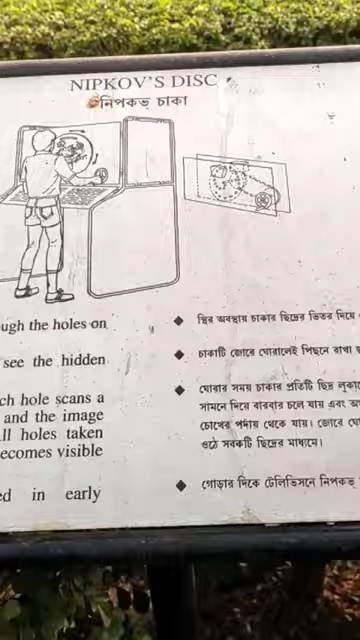 NIPKOV'S DISC
নিপকভ্ চাকা
ugh the holes on
see the hidden
ch hole scans a
and the image
ll holes taken
ecomes visible
ed in early
স্থির অবস্থায় চাকার ছিদ্রের ভিতর দিয়ে
চাকাটি জোরে ঘোরালেই পিছনে রাখা
ঘোরার সময় চাকার প্রতিটি ছিদ্র
সামনে দিয়ে বারবার চলে যায় এবং
চোখের পর্দায় থেকে যায়। জোরে
ওঠে সবকটি ছিদ্রের মাধ্যমে।
গোড়ার দিকে টেলিভিসনে নিপকভ্